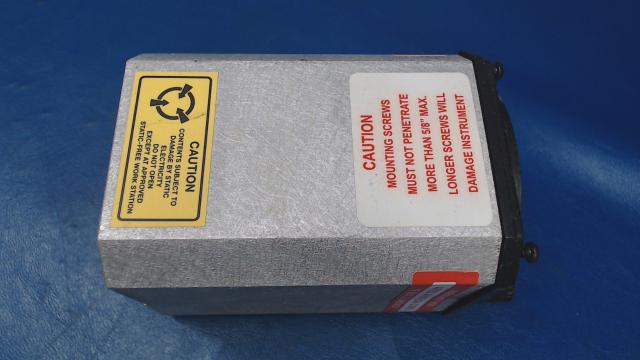 CAUTION
CONTENTS SUBJECT TO
DAMAGE BY STATIC
ELECTRICITY
DO NOT OPEN
EXCEPT AT APPROVED
STATIC-FREE WORK STATION
CAUTION
MOUNTING SCREWS
MUST NOT PENETRATE
MORE THAN 5/8" MAX.
LONGER SCREWS WILL
DAMAGE INSTRUMENT